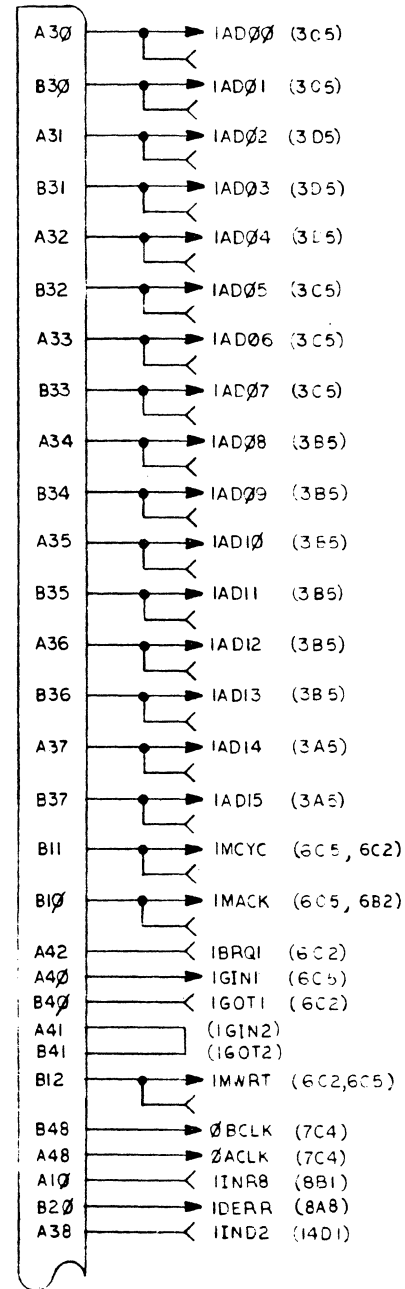 A3Ø IADØØ (3C5)
B3Ø IADØ1 (3C5)
A31 IADØ2 (3D5)
B31 IADØ3 (3D5)
A32 IADØ4
B32 IADØ5 (3C5)
A33 IADØ6 (3C5)
B33 IADØ7 (3C5)
A34 IADØ8 (3B5)
B34 IADØ9 (3B5)
A35 IAD1Ø (3B5)
B35 IAD11 (3B5)
A36 IAD12 (3B5)
B36 IAD13 (3B5)
A37 IAD14 (3A5)
B37 IAD15 (3A5)
B11 IMCYC (6C5, 6C2)
B1Ø IMACK (6C5, 6B2)
A42 IBRQ1 (6C2)
A4Ø IGIN1 (6C5)
B4Ø IGOT1 (6C2)
A41 (IGIN2)
B41 (IGOT2)
B12 IMWRT (6C2,6C5)
B48 ØBCLK (7C4)
A48 ØACLK (7C4)
A1Ø IINR8 (8B1)
B2Ø IDERR (8A8)
A38 IIND2 (14D1)